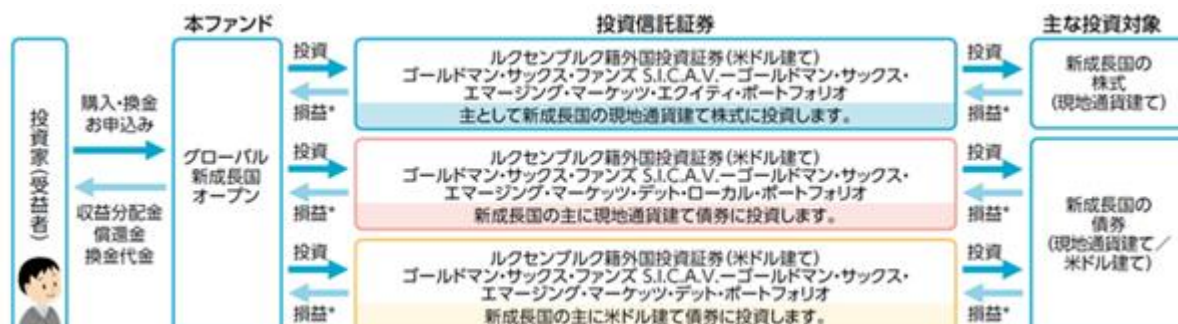 本ファンド
投資信託証券
主な投資対象
投資家(受益者)
購入・換金
お申込み
収益分配金
償還金
換金代金
グローバル
新成長国
オープン
投資
損益*
ルクセンブルク籍外国投資証券(米ドル建て)
ゴールドマン・サックス・ファンズ S.I.C.A.V.ーゴールドマン・サックス・
エマージング・マーケッツ・エクイティ・ポートフォリオ
主として新成長国の現地通貨建て株式に投資します。
投資
損益*
新成長国の
株式
(現地通貨建て)
投資
損益*
ルクセンブルク籍外国投資証券(米ドル建て)
ゴールドマン・サックス・ファンズ S.I.C.A.V.ーゴールドマン・サックス・
エマージング・マーケッツ・デット・ローカル・ポートフォリオ
新成長国の主に現地通貨建て債券に投資します。
投資
損益*
投資
損益*
ルクセンブルク籍外国投資証券(米ドル建て)
ゴールドマン・サックス・ファンズ S.I.C.A.V.ーゴールドマン・サックス・
エマージング・マーケッツ・デット・ポートフォリオ
新成長国の主に米ドル建て債券に投資します。
投資
損益*
新成長国の
債券
(現地通貨建て/
米ドル建て)